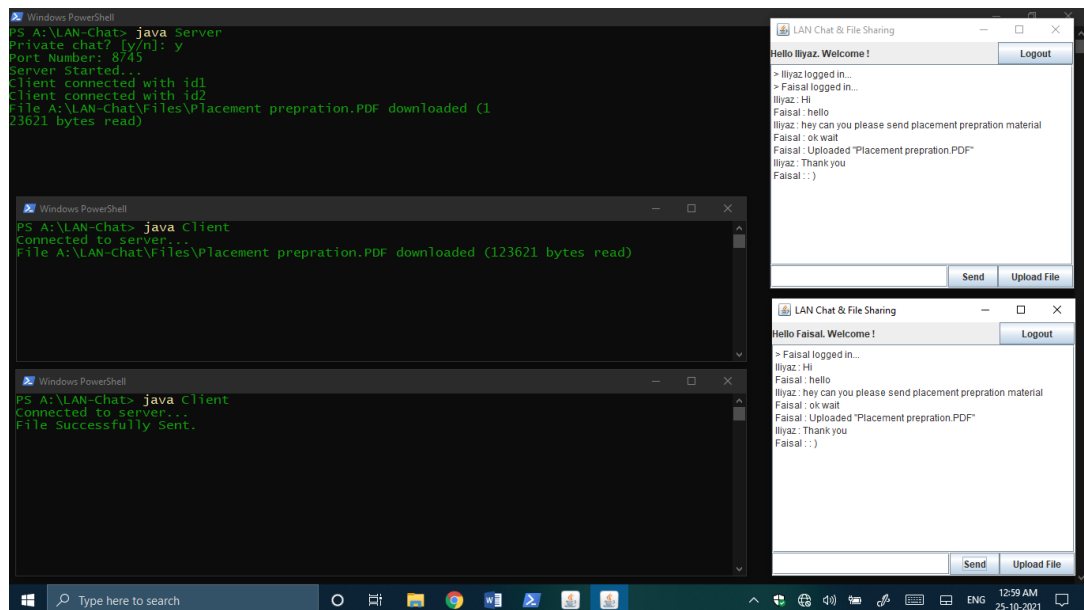 Windows PowerShell
PS A:\LAN-Chat> java Server
Private chat? [y/n]: y
Port Number: 8745
Server Started...
Client connected with id1
Client connected with id2
File A:\LAN-Chat\Files\Placement prepration.PDF downloaded (1
23621 bytes read)
Windows PowerShell
PS A:\LAN-Chat> java Client
Connected to server...
File A:\LAN-Chat\Files\Placement prepration.PDF downloaded (123621 bytes read)
Windows PowerShell
PS A:\LAN-Chat> java Client
Connected to server...
File Successfully Sent.
LAN Chat & File Sharing
Hello Iliyaz. Welcome ! Logout
> Iliyaz logged in...
> Faisal logged in...
Iliyaz : Hi
Faisal : hello
Iliyaz : hey can you please send placement prepration material
Faisal : ok wait
Faisal : Uploaded "Placement prepration.PDF"
Iliyaz : Thank you
Faisal : : )
Send Upload File
LAN Chat & File Sharing
Hello Faisal. Welcome ! Logout
> Faisal logged in...
Iliyaz : Hi
Faisal : hello
Iliyaz : hey can you please send placement prepration material
Faisal : ok wait
Faisal : Uploaded "Placement prepration.PDF"
Iliyaz : Thank you
Faisal : : )
Send Upload File
Type here to search
ENG
12:59 AM
25-10-2021